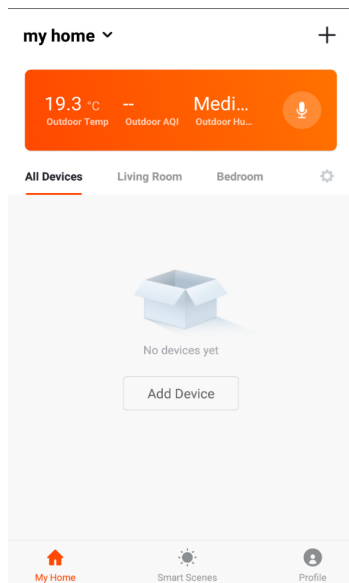 my home
19.3 °C -- Medi...
Outdoor Temp Outdoor AQI Outdoor Hu...
All Devices Living Room Bedroom
No devices yet
Add Device
My Home Smart Scenes Profile